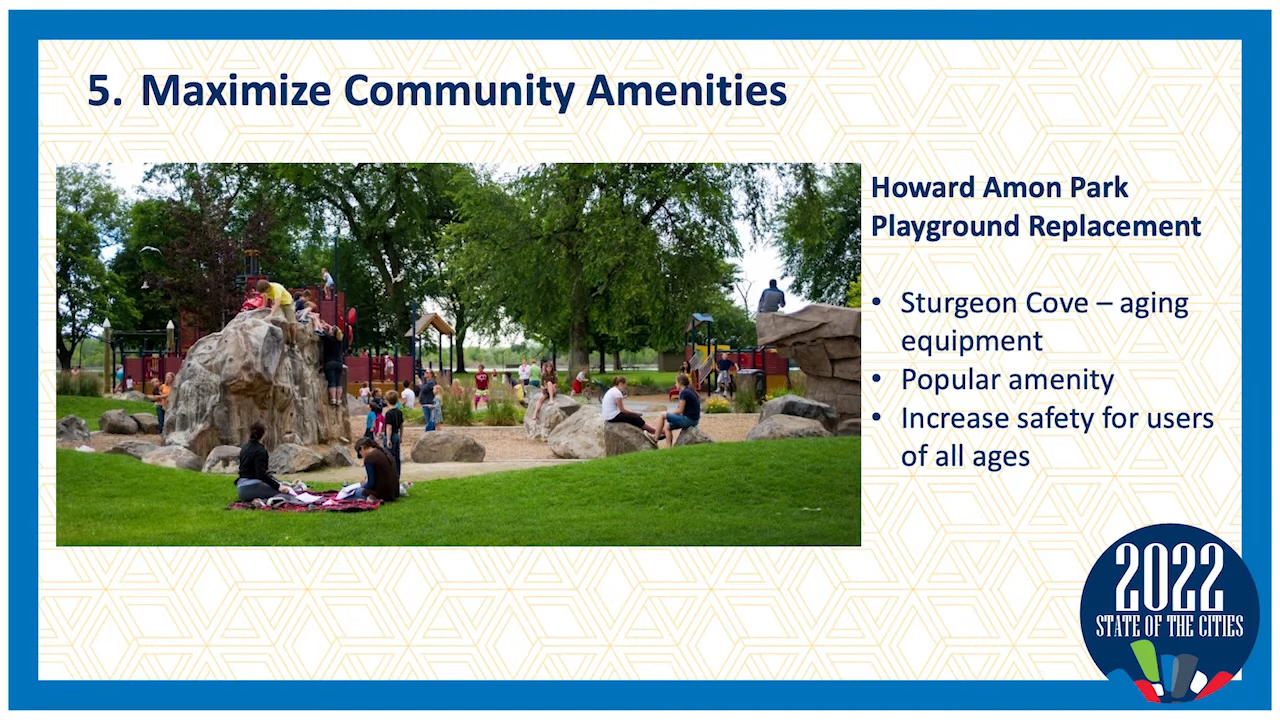 5. Maximize Community Amenities
Howard Amon Park
Playground Replacement
• Sturgeon Cove – aging
equipment
• Popular amenity
• Increase safety for users
of all ages
2022
STATE OF THE CITIES